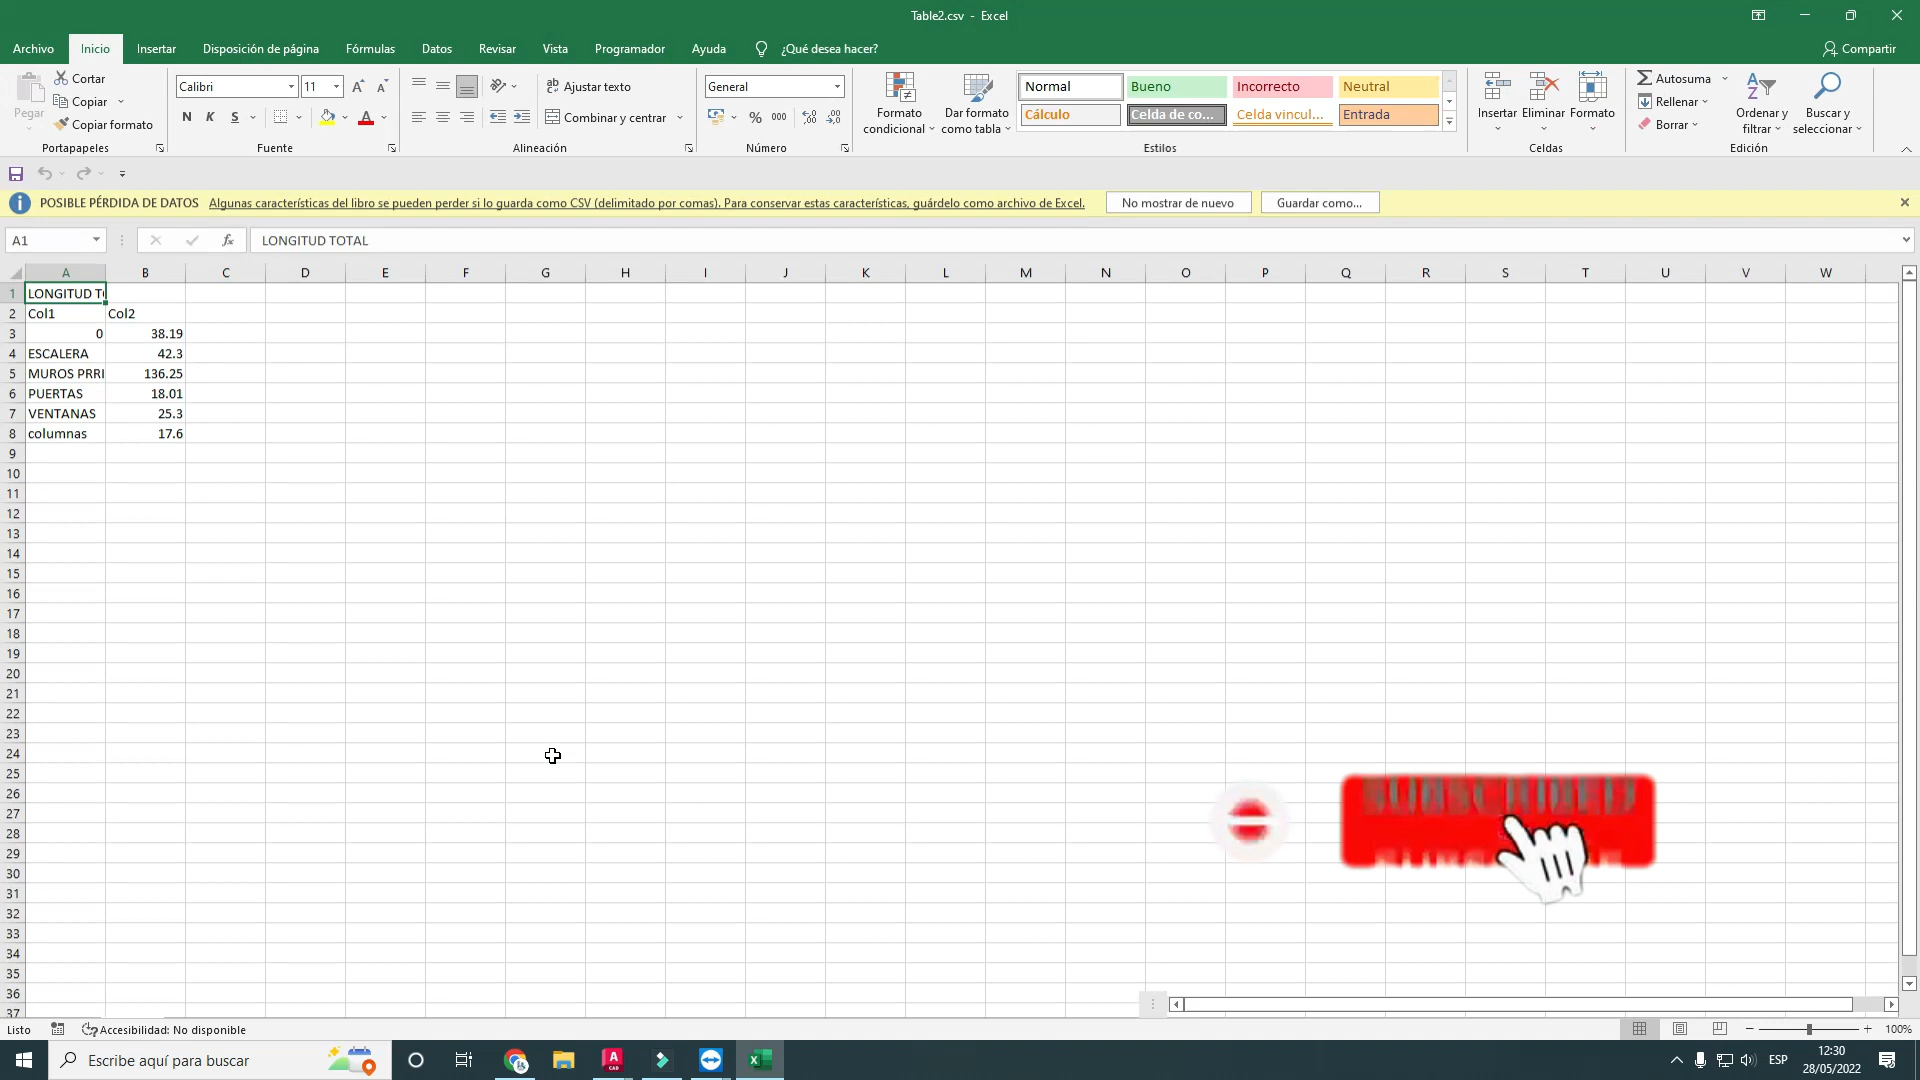 Table2.csv - Excel
Archivo Inicio Insertar Disposición de página Fórmulas Datos Revisar Vista Programador Ayuda ¿Qué desea hacer? Compartir
Pegar
Cortar
Copiar
Copiar formato
Portapapeles
Calibri 11
N K S
Fuente
Ajustar texto
Combinar y centrar
Alineación
General
% 000
Número
Formato condicional
Dar formato como tabla
Normal Bueno Incorrecto Neutral
Cálculo Celda de co... Celda vincul... Entrada
Estilos
Insertar Eliminar Formato
Celdas
Autosuma
Rellenar
Borrar
Ordenar y filtrar
Buscar y seleccionar
Edición
POSIBLE PÉRDIDA DE DATOS Algunas características del libro se pueden perder si lo guarda como CSV (delimitado por comas). Para conservar estas características, guárdelo como archivo de Excel. No mostrar de nuevo Guardar como...
A1 fx LONGITUD TOTAL
A B C D E F G H I J K L M N O P Q R S T U V W
1 LONGITUD T
2 Col1 Col2
3 0 38.19
4 ESCALERA 42.3
5 MUROS PRRI 136.25
6 PUERTAS 18.01
7 VENTANAS 25.3
8 columnas 17.6
9
10
11
12
13
14
15
16
17
18
19
20
21
22
23
24
25
26
27
28
29
30
31
32
33
34
35
36
37
Listo Accesibilidad: No disponible 100%
Escribe aquí para buscar
A
CAD
ESP
12:30
28/05/2022